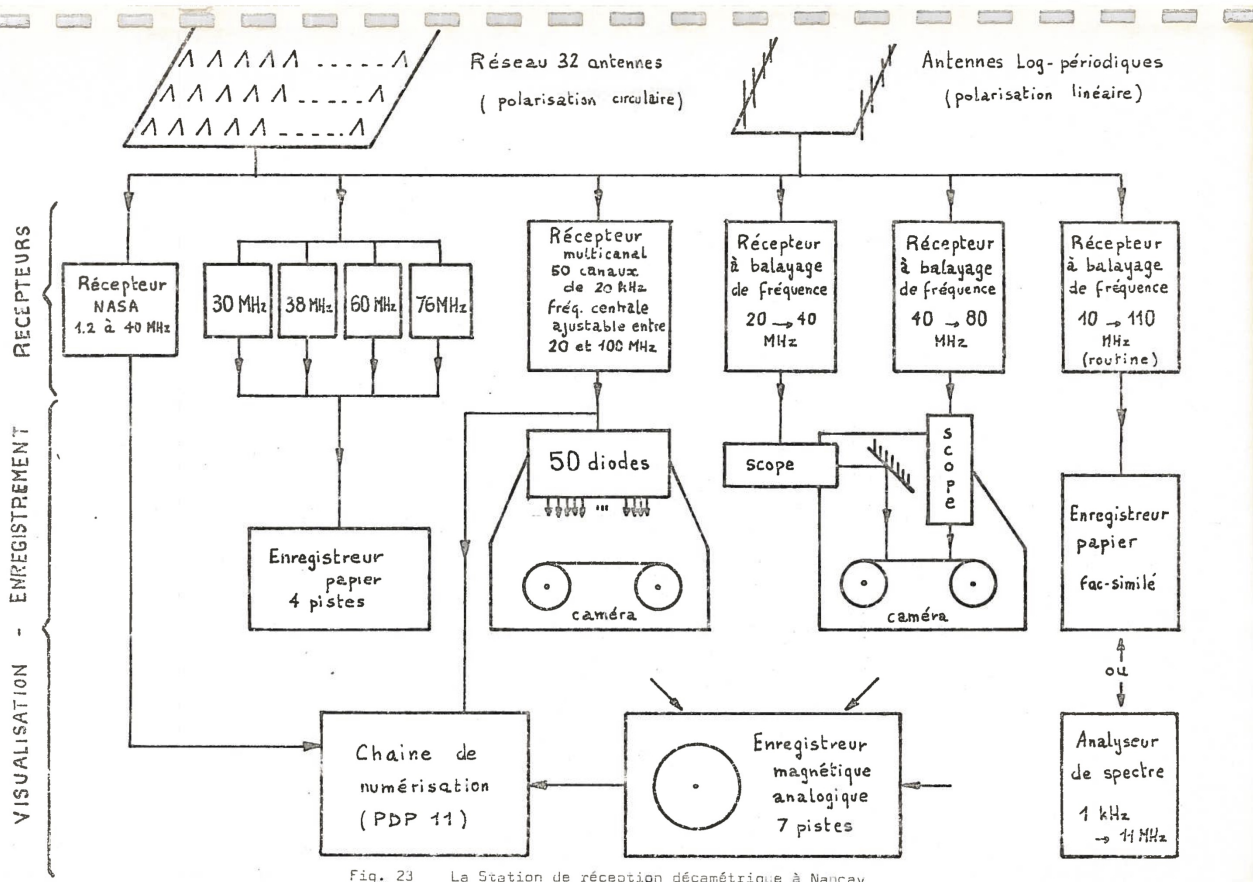 Réseau 32 antennes
( polarisation circulaire)
Antennes Log-périodiques
(polarisation linéaire)
RECEPTEURS
Récepteur
NASA
1.2 à 40 MHz
30 MHz
38 MHz
60 MHz
76MHz
Récepteur
multicanal
50 canaux
de 20 kHz
Fréq. centrale
ajustable entre
20 et 100 MHz
Récepteur
à balayage
de fréquence
20 → 40
MHz
Récepteur
à balayage
de fréquence
40 → 80
MHz
Récepteur
à balayage
de fréquence
10 → 110
MHz
(routine)
VISUALISATION - ENREGISTREMENT
Enregistreur
papier
4 pistes
50 diodes
...
caméra
scope
scope
caméra
Enregistreur
papier
fac-similé
ou
Chaine de
numérisation
(PDP 11)
Enregistreur
magnétique
analogique
7 pistes
Analyseur
de spectre
1 kHz
→ 11 MHz
Fig. 23 La Station de réception décamétrique à Nançay